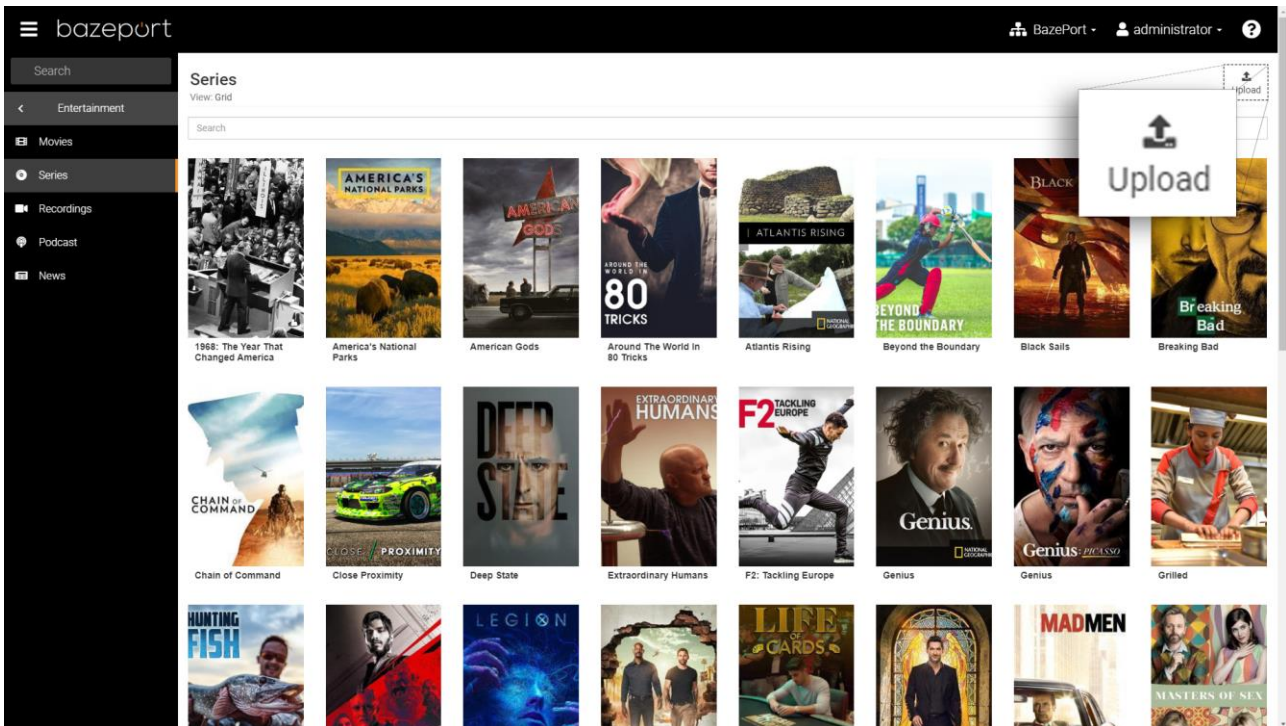 bazeport
BazePort
administrator
?
Search
Entertainment
Movies
Series
Recordings
Podcast
News
Series
View: Grid
Upload
Upload
Search
AMERICA'S
NATIONAL PARKS
AMERICAN
GODS
AROUND THE
WORLD IN
80
TRICKS
ATLANTIS RISING
NATIONAL
GEOGRAPHIC
BEYOND
THE BOUNDARY
BLACK
Breaking
Bad
1968: The Year That
Changed America
America's National
Parks
American Gods
Around The World In
80 Tricks
Atlantis Rising
Beyond the Boundary
Black Sails
Breaking Bad
CHAIN OF
COMMAND
CLOSE PROXIMITY
DEEP
STATE
EXTRAORDINARY
HUMANS
F2 TACKLING
EUROPE
Genius.
NATIONAL
GEOGRAPHIC
Genius: PICASSO
Chain of Command
Close Proximity
Deep State
Extraordinary Humans
F2: Tackling Europe
Genius
Genius
Grilled
HUNTING
FISH
LEGION
LIFE
OF
CARDS
MADMEN
MASTERS OF SEX